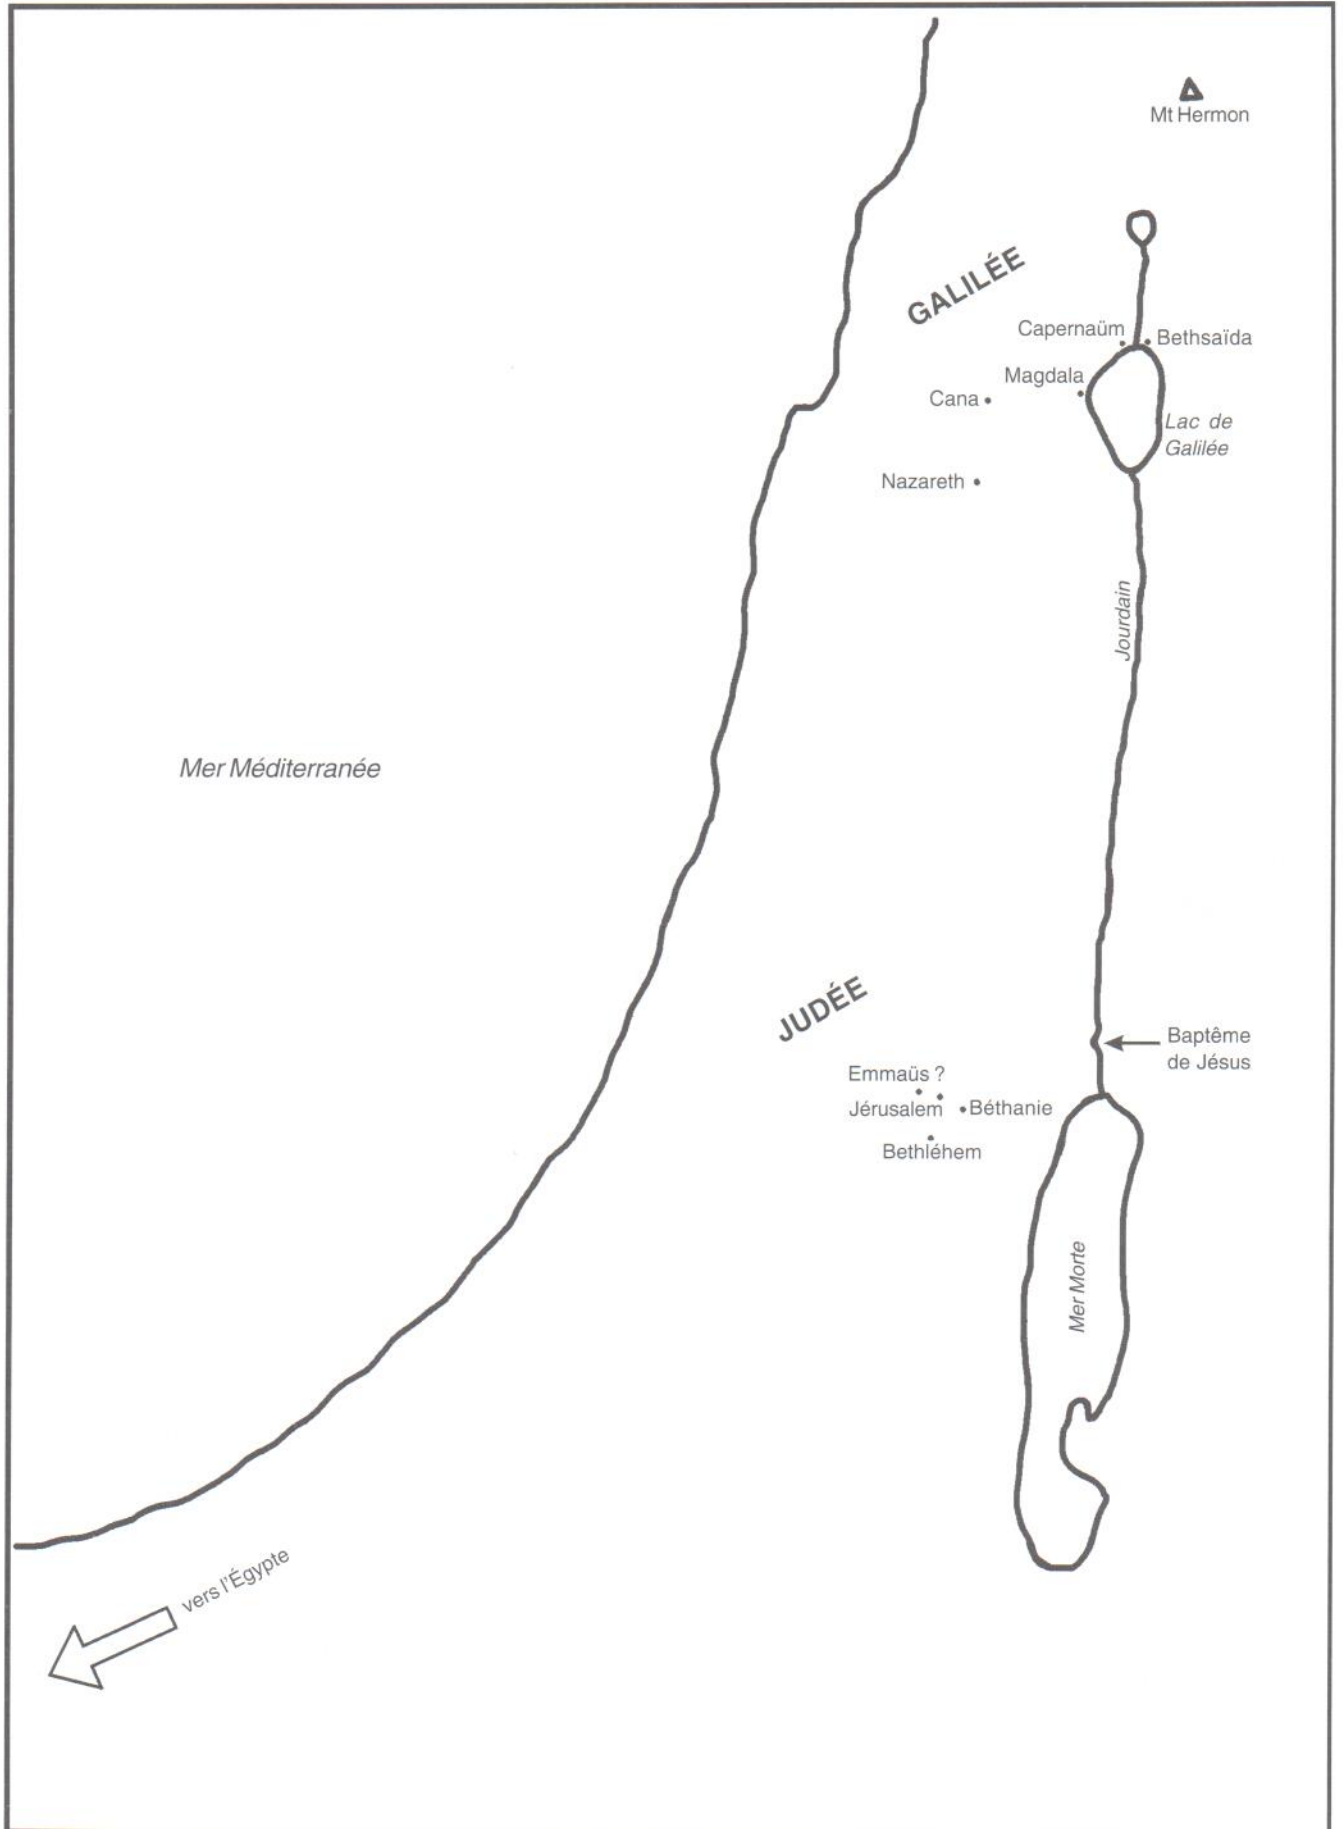 Mt Hermon
GALILÉE
Capernaüm
Bethsaïda
Magdala
Cana
Lac de
Galilée
Nazareth
Jourdain
Mer Méditerranée
JUDÉE
Baptême
de Jésus
Emmaüs ?
Jérusalem
Béthanie
Bethléhem
Mer Morte
vers l'Égypte